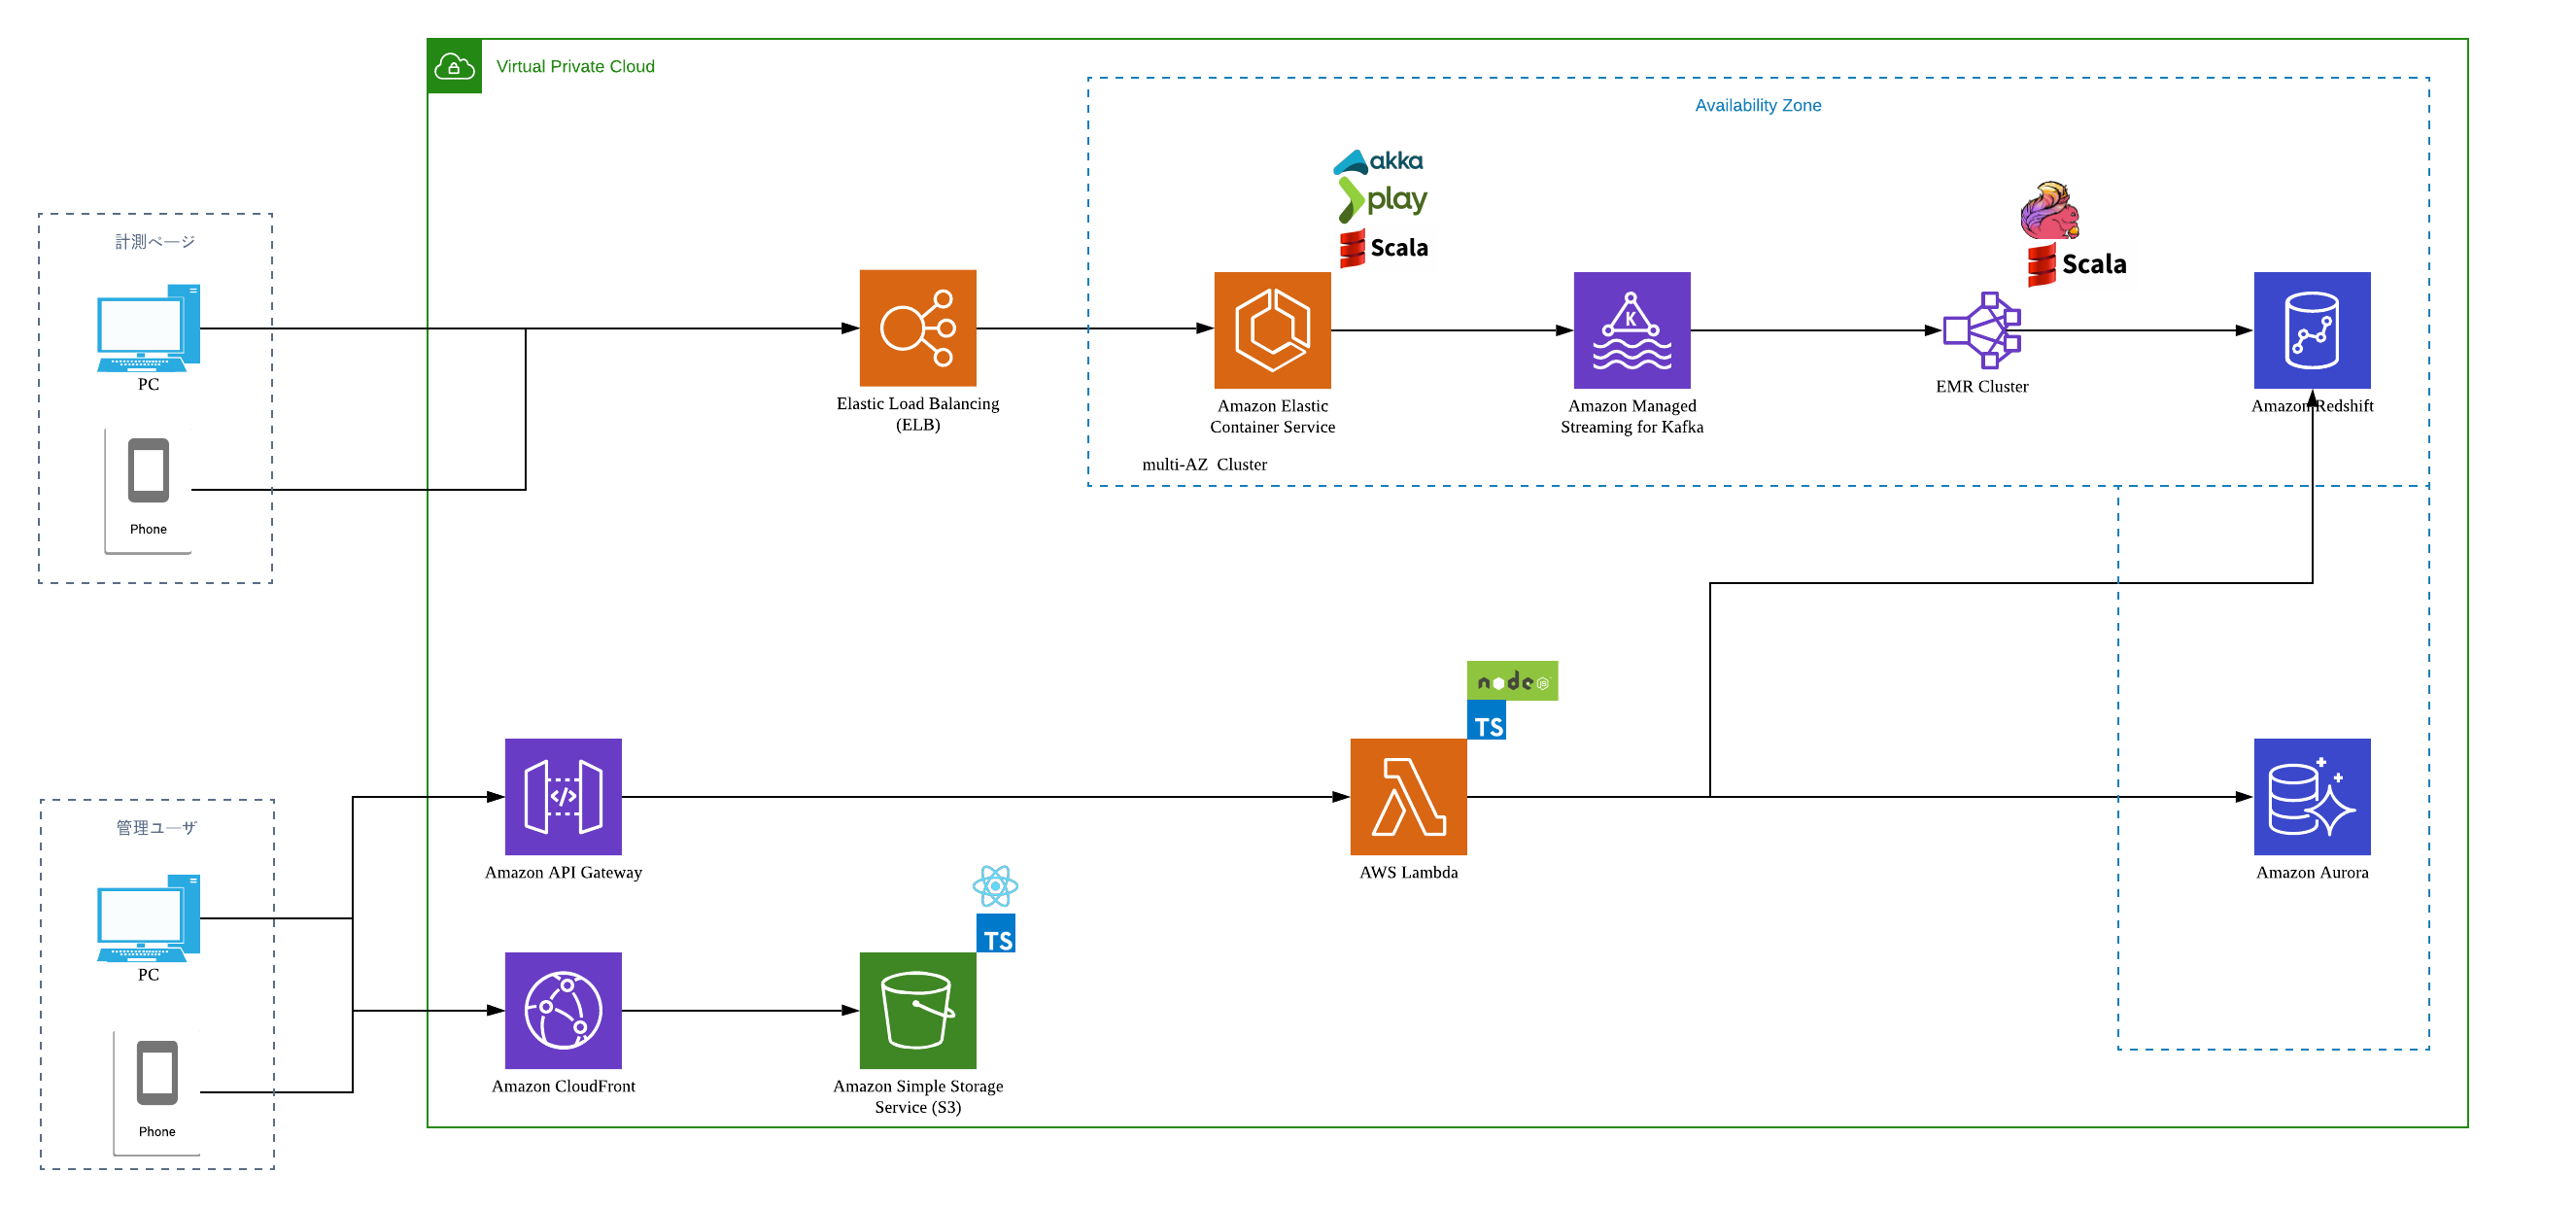 Virtual Private Cloud
Availability Zone
akka
play
Scala
Scala
計測ページ
PC
Phone
Elastic Load Balancing
(ELB)
Amazon Elastic
Container Service
K
Amazon Managed
Streaming for Kafka
EMR Cluster
Amazon Redshift
multi-AZ  Cluster
node
JS
TS
管理ユーザ
PC
Phone
</>
Amazon API Gateway
AWS Lambda
Amazon Aurora
TS
Amazon CloudFront
Amazon Simple Storage
Service (S3)